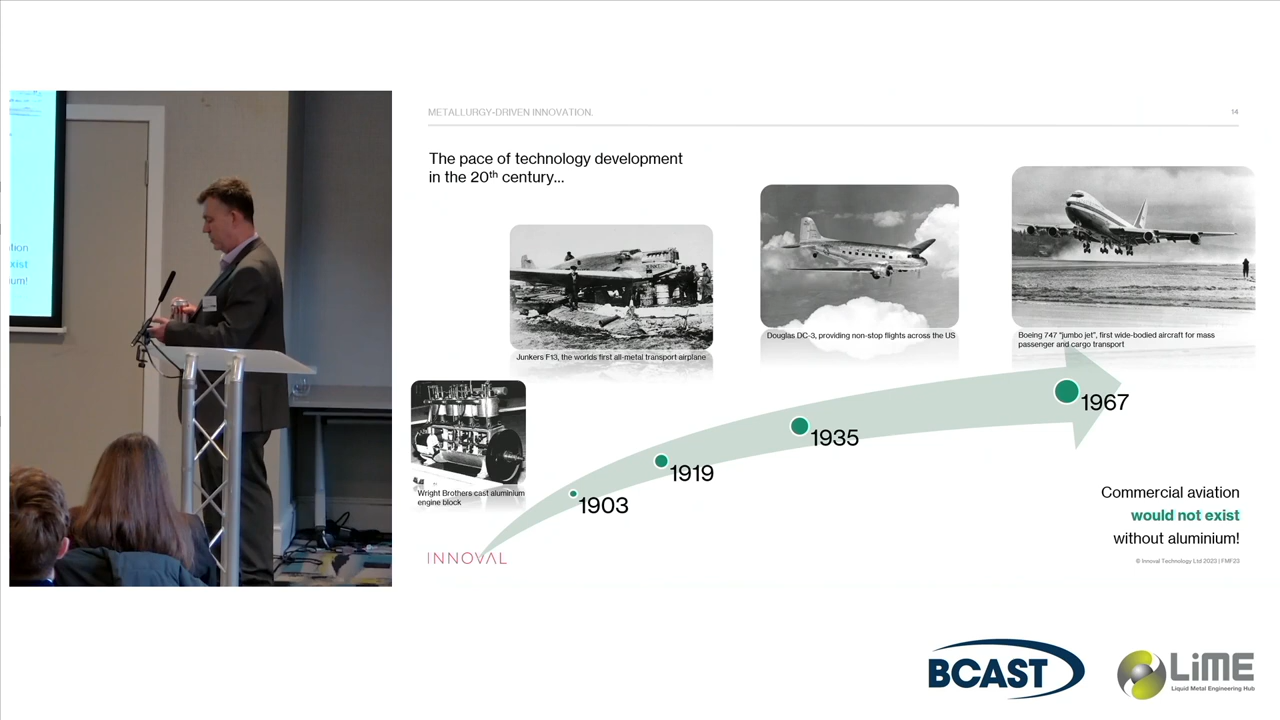 METALLURGY-DRIVEN INNOVATION.
14
The pace of technology development
in the 20th century...
Junkers F13, the worlds first all-metal transport airplane
Douglas DC-3, providing non-stop flights across the US
Boeing 747 "jumbo jet", first wide-bodied aircraft for mass
passenger and cargo transport
Wright Brothers cast aluminium
engine block
1903
1919
1935
1967
Commercial aviation
would not exist
without aluminium!
INNOVAL
© Innoval Technology Ltd 2023 | FMF23
tion
xist
um!
BCAST
LiME
Liquid Metal Engineering Hub